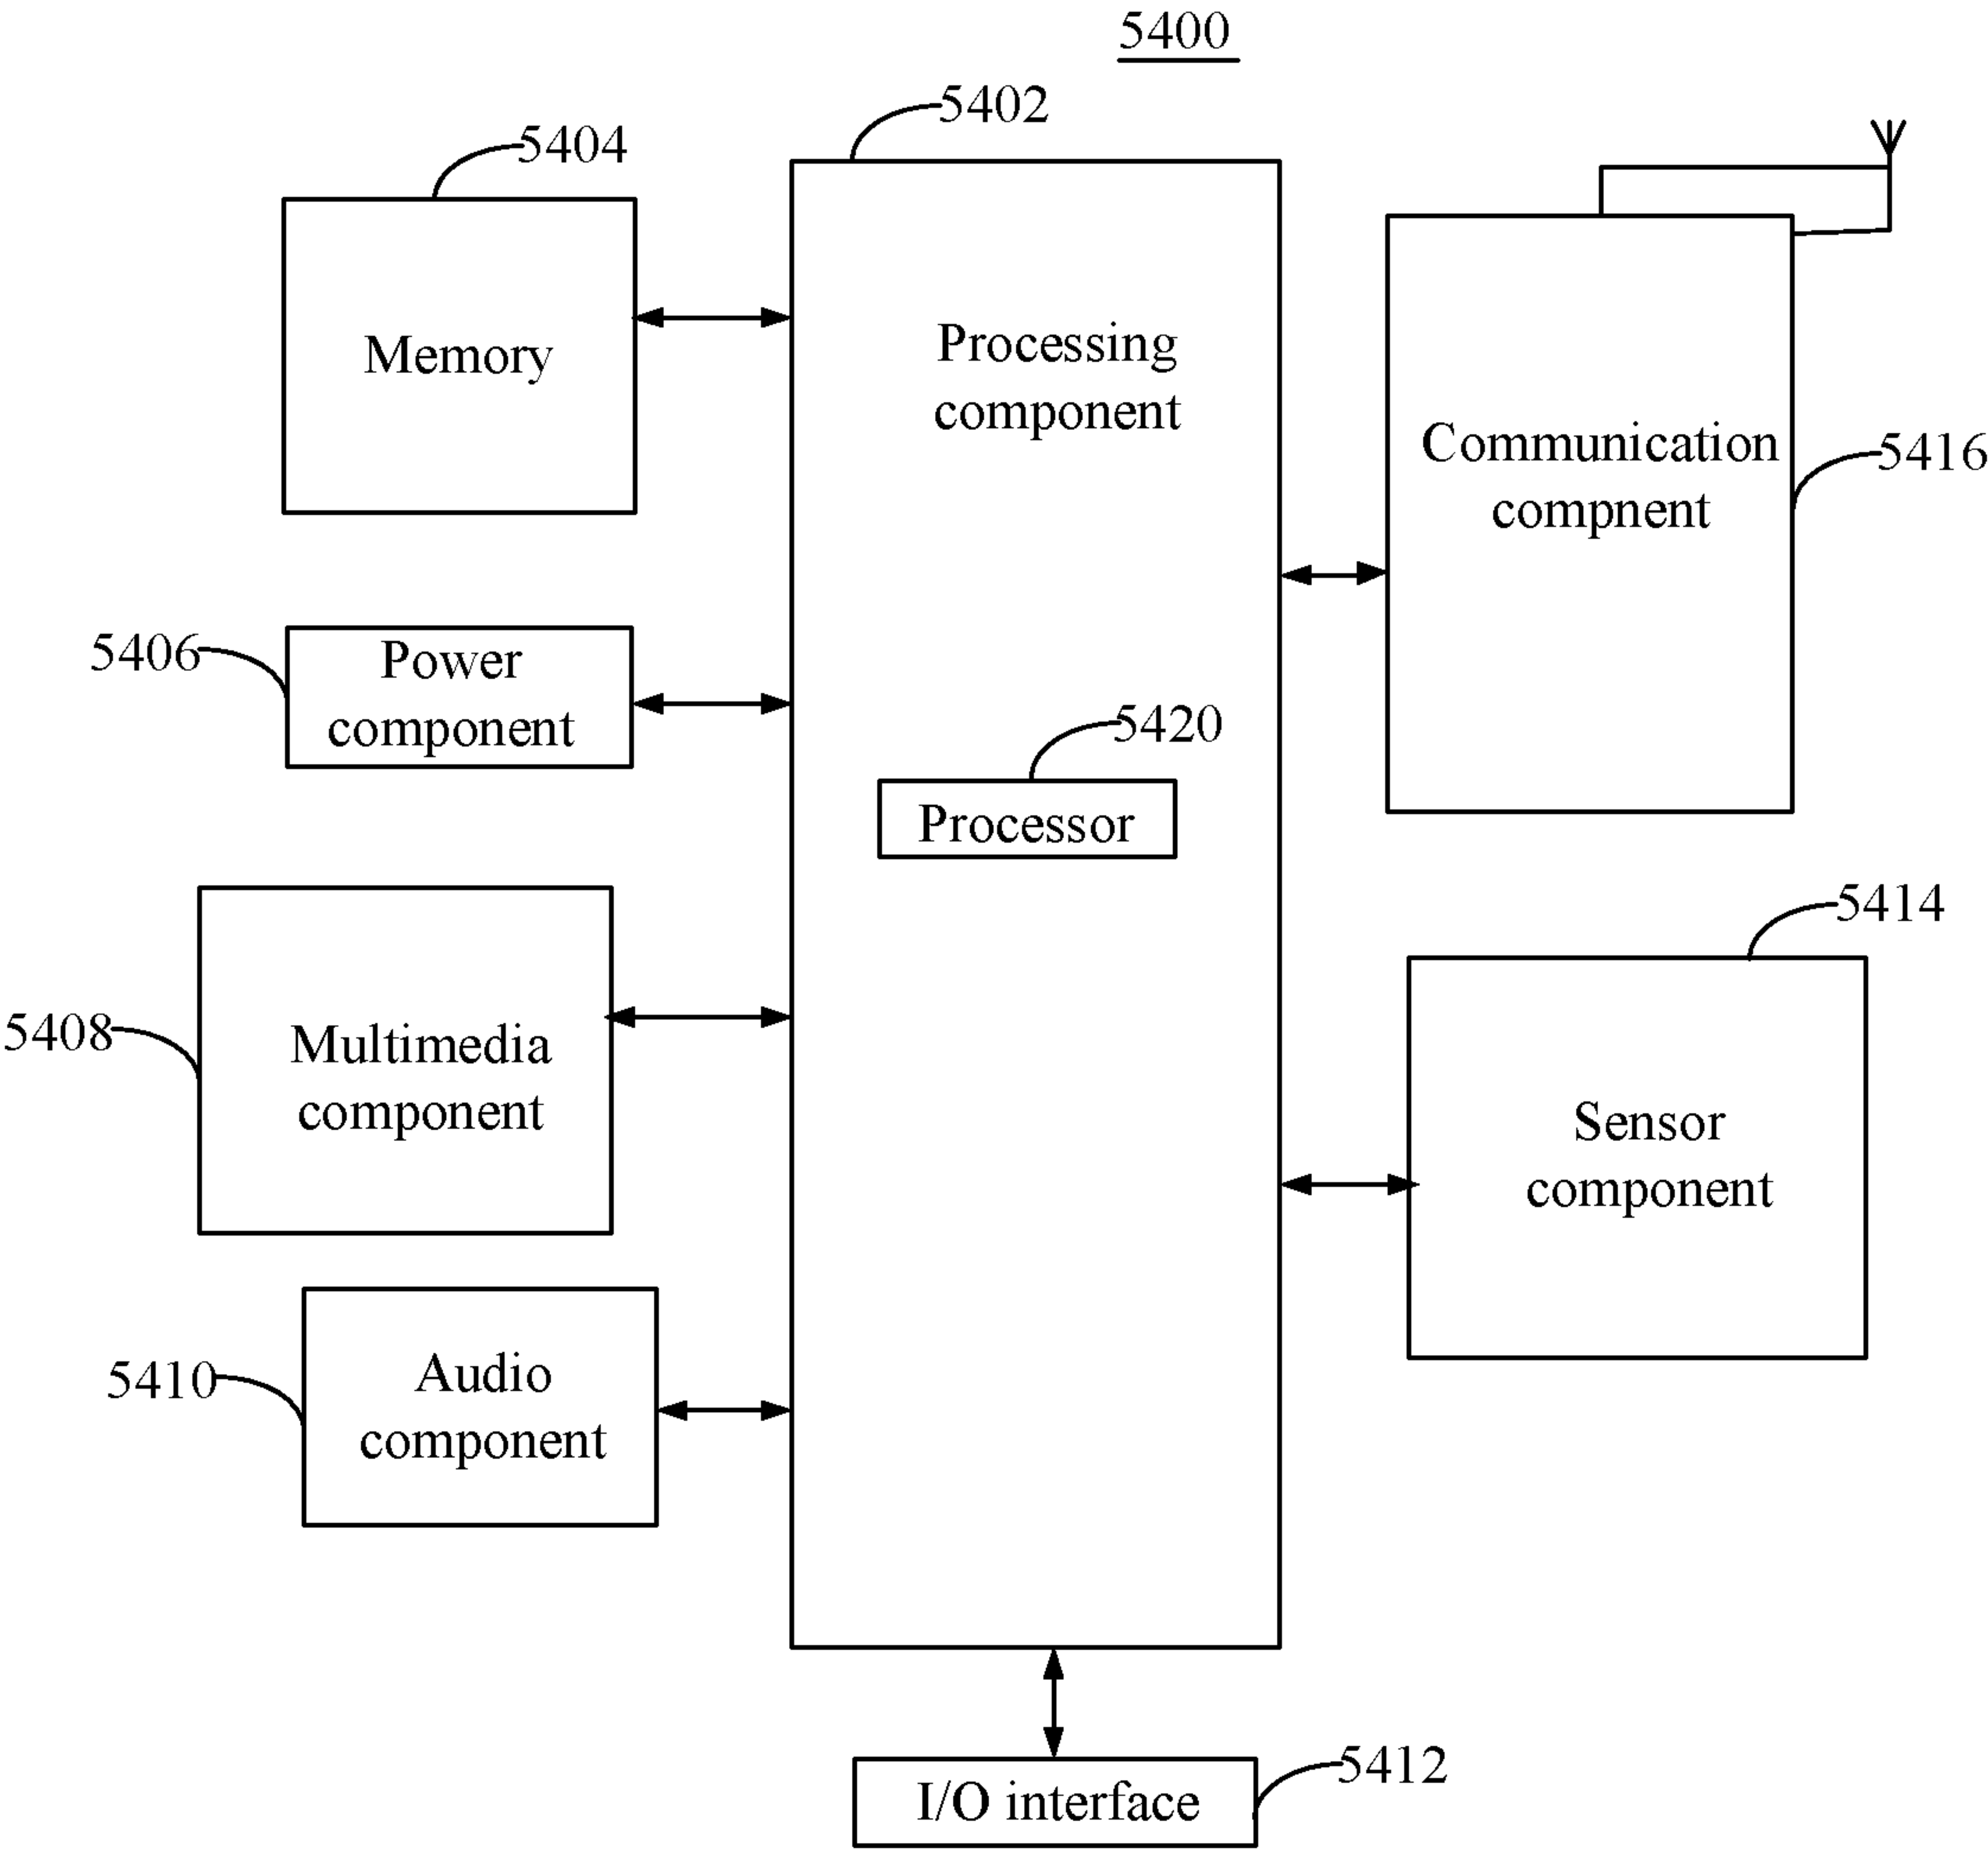 5400
5402
5404
Memory
Processing
component
Communication
compnent
5416
5406
Power
component
5420
Processor
5408
Multimedia
component
5414
Sensor
component
5410
Audio
component
I/O interface
5412